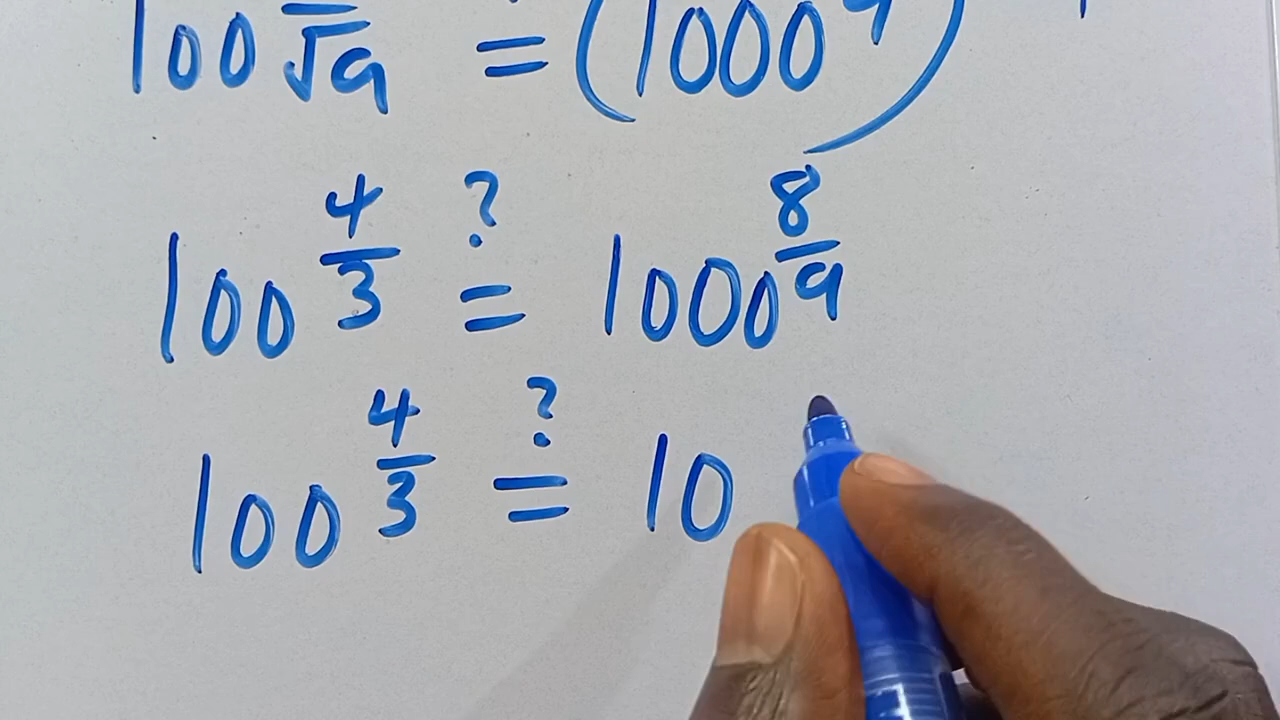 100 √9 = (1000 )
100^(4/3) ?= 1000^(8/9)
100^(4/3) ?= 10